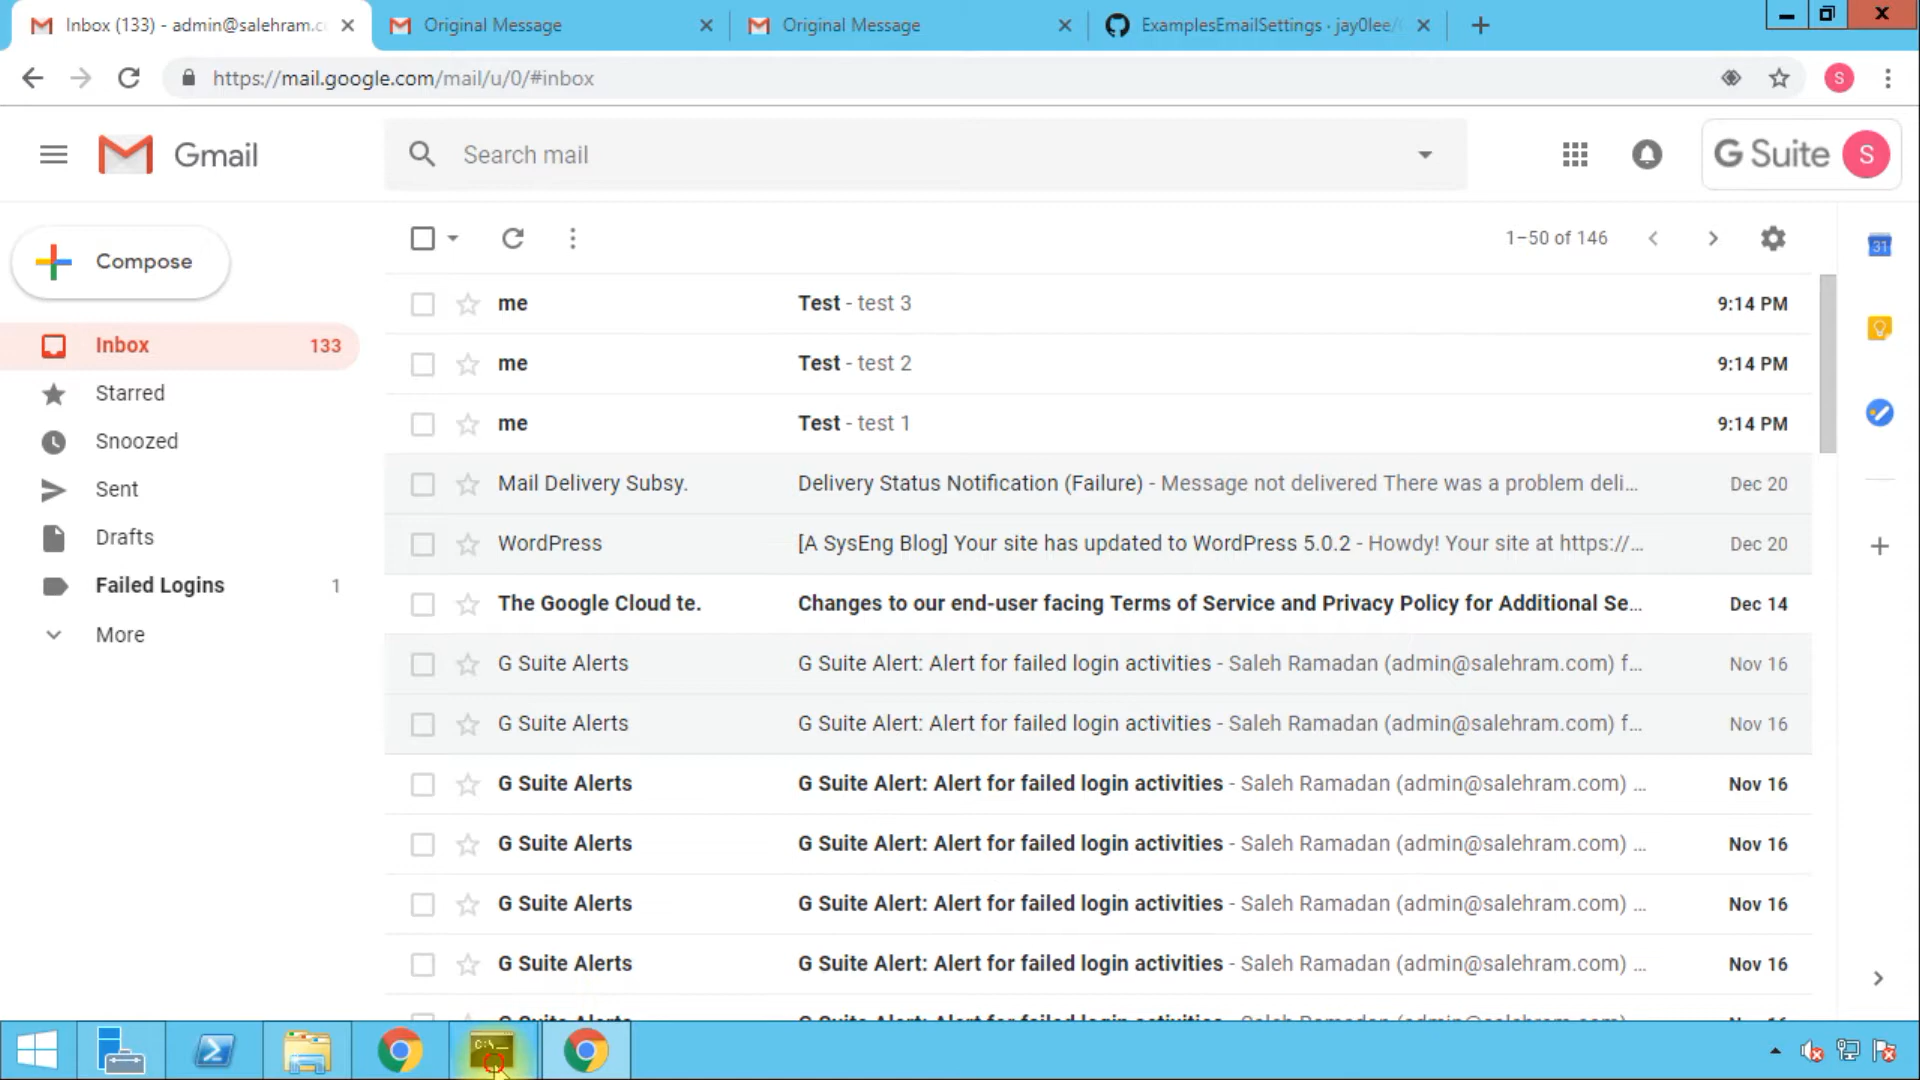 Inbox (133) - admin@salehram.c
Original Message
Original Message
ExamplesEmailSettings · jay0lee/
https://mail.google.com/mail/u/0/#inbox
S
Gmail
Search mail
G Suite
S
Compose
1–50 of 146
31
Inbox 133
Starred
Snoozed
Sent
Drafts
Failed Logins 1
More
me Test - test 3 9:14 PM
me Test - test 2 9:14 PM
me Test - test 1 9:14 PM
Mail Delivery Subsy. Delivery Status Notification (Failure) - Message not delivered There was a problem deli... Dec 20
WordPress [A SysEng Blog] Your site has updated to WordPress 5.0.2 - Howdy! Your site at https://... Dec 20
The Google Cloud te. Changes to our end-user facing Terms of Service and Privacy Policy for Additional Se... Dec 14
G Suite Alerts G Suite Alert: Alert for failed login activities - Saleh Ramadan (admin@salehram.com) f... Nov 16
G Suite Alerts G Suite Alert: Alert for failed login activities - Saleh Ramadan (admin@salehram.com) f... Nov 16
G Suite Alerts G Suite Alert: Alert for failed login activities - Saleh Ramadan (admin@salehram.com) ... Nov 16
G Suite Alerts G Suite Alert: Alert for failed login activities - Saleh Ramadan (admin@salehram.com) ... Nov 16
G Suite Alerts G Suite Alert: Alert for failed login activities - Saleh Ramadan (admin@salehram.com) ... Nov 16
G Suite Alerts G Suite Alert: Alert for failed login activities - Saleh Ramadan (admin@salehram.com) ... Nov 16